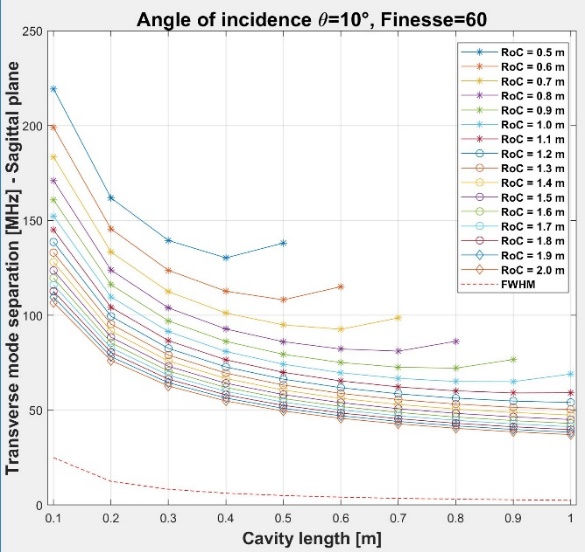 Angle of incidence θ=10°, Finesse=60
Transverse mode separation [MHz] - Sagittal plane
250
200
150
100
50
0
RoC = 0.5 m
RoC = 0.6 m
RoC = 0.7 m
RoC = 0.8 m
RoC = 0.9 m
RoC = 1.0 m
RoC = 1.1 m
RoC = 1.2 m
RoC = 1.3 m
RoC = 1.4 m
RoC = 1.5 m
RoC = 1.6 m
RoC = 1.7 m
RoC = 1.8 m
RoC = 1.9 m
RoC = 2.0 m
FWHM
0.1 0.2 0.3 0.4 0.5 0.6 0.7 0.8 0.9 1
Cavity length [m]